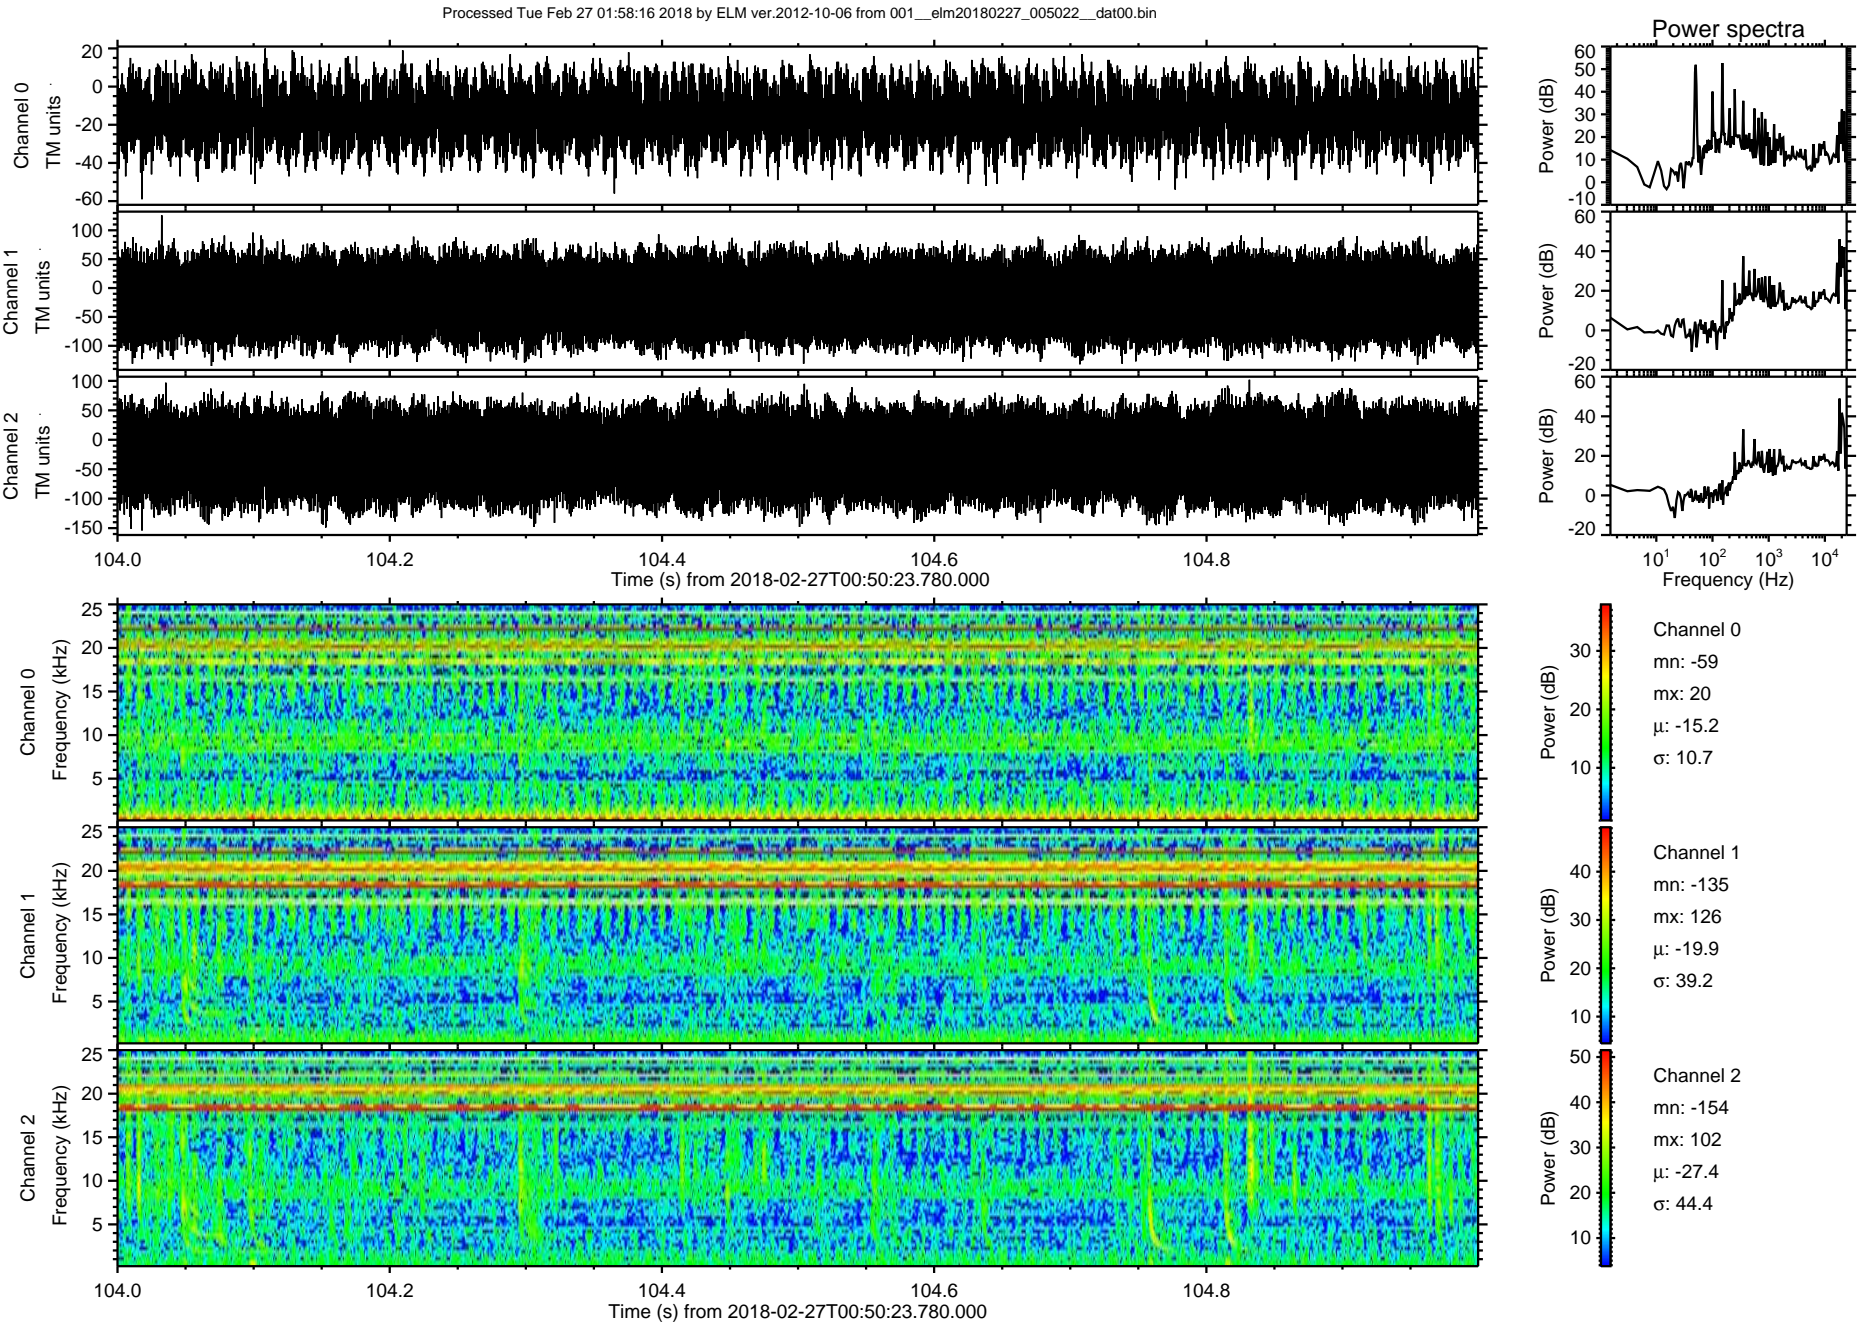 Processed Tue Feb 27 01:58:16 2018 by ELM ver.2012-10-06 from 001__elm20180227_005022__dat00.bin
Power spectra
Channel 0
TM units
20
0
-20
-40
-60
Power (dB)
60
50
40
30
20
10
0
-10
Channel 1
TM units
100
50
0
-50
-100
Power (dB)
60
40
20
0
-20
Channel 2
TM units
100
50
0
-50
-100
-150
Power (dB)
60
40
20
0
-20
104.0 104.2 104.4 104.6 104.8
Time (s) from 2018-02-27T00:50:23.780.000
10¹ 10² 10³ 10⁴
Frequency (Hz)
Channel 0
Frequency (kHz)
25
20
15
10
5
Power (dB)
30
20
10
Channel 0
mn: -59
mx: 20
μ: -15.2
σ: 10.7
Channel 1
Frequency (kHz)
25
20
15
10
5
Power (dB)
40
30
20
10
Channel 1
mn: -135
mx: 126
μ: -19.9
σ: 39.2
Channel 2
Frequency (kHz)
25
20
15
10
5
Power (dB)
50
40
30
20
10
Channel 2
mn: -154
mx: 102
μ: -27.4
σ: 44.4
104.0 104.2 104.4 104.6 104.8
Time (s) from 2018-02-27T00:50:23.780.000